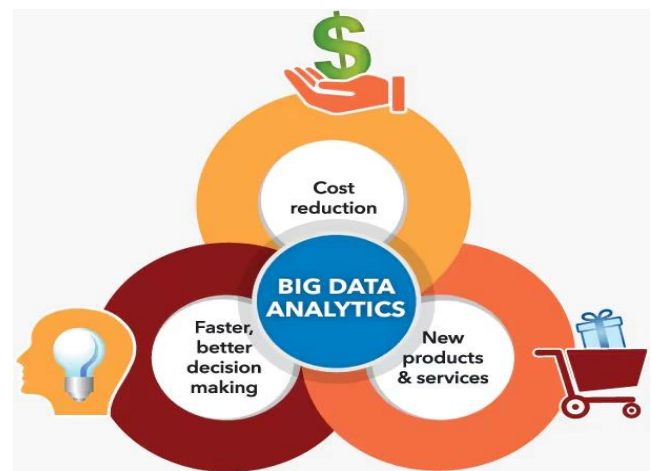 $
Cost
reduction
BIG DATA
ANALYTICS
Faster,
better
decision
making
New
products
& services